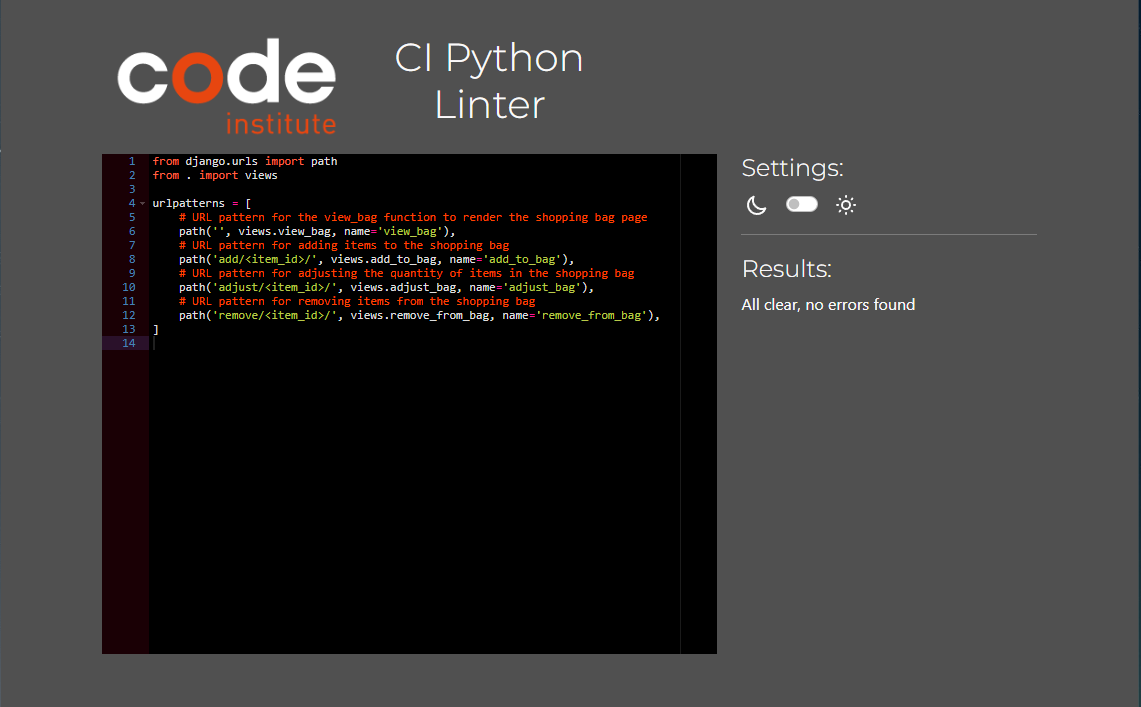 code
institute
CI Python
Linter
1 from django.urls import path
2 from . import views
3
4 urlpatterns = [
5     # URL pattern for the view_bag function to render the shopping bag page
6     path('', views.view_bag, name='view_bag'),
7     # URL pattern for adding items to the shopping bag
8     path('add/<item_id>/', views.add_to_bag, name='add_to_bag'),
9     # URL pattern for adjusting the quantity of items in the shopping bag
10     path('adjust/<item_id>/', views.adjust_bag, name='adjust_bag'),
11     # URL pattern for removing items from the shopping bag
12     path('remove/<item_id>/', views.remove_from_bag, name='remove_from_bag'),
13 ]
14
Settings:
Results:
All clear, no errors found